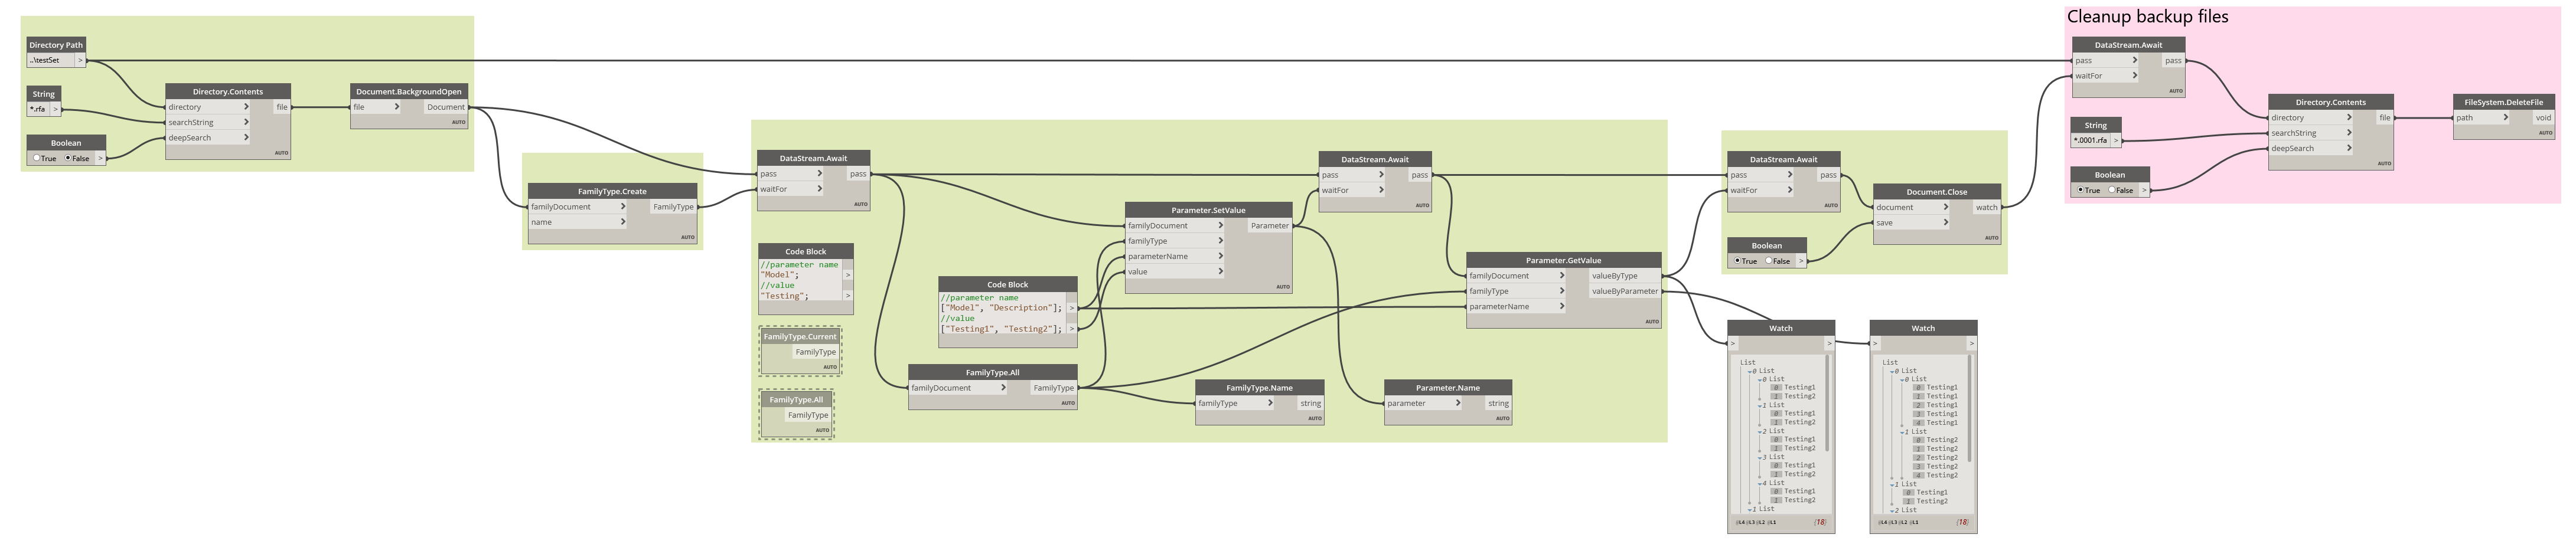 Cleanup backup files
Directory Path
..\testSet >
String
*.rfa >
Boolean
True False >
Directory.Contents
directory > file
searchString >
deepSearch >
AUTO
Document.BackgroundOpen
file > Document
AUTO
FamilyType.Create
familyDocument > FamilyType
name >
AUTO
DataStream.Await
pass > pass
waitFor >
AUTO
Code Block
//parameter name
"Model"; >
//value
"Testing"; >
FamilyType.Current
FamilyType
AUTO
FamilyType.All
FamilyType
AUTO
Code Block
//parameter name
["Model", "Description"]; >
//value
["Testing1", "Testing2"]; >
FamilyType.All
familyDocument > FamilyType
AUTO
Parameter.SetValue
familyDocument > Parameter
familyType >
parameterName >
value >
AUTO
FamilyType.Name
familyType > string
AUTO
DataStream.Await
pass > pass
waitFor >
AUTO
Parameter.Name
parameter > string
AUTO
Parameter.GetValue
familyDocument > valueByType
familyType > valueByParameter
parameterName >
AUTO
DataStream.Await
pass > pass
waitFor >
AUTO
Boolean
True False >
Document.Close
document > watch
save >
AUTO
Watch
> >
List
0 List
0 List
0 Testing1
1 Testing2
1 List
0 Testing1
1 Testing2
2 List
0 Testing1
1 Testing2
3 List
0 Testing1
1 Testing2
4 List
0 Testing1
1 Testing2
1 List
@L4 @L3 @L2 @L1 {18}
Watch
> >
List
0 List
0 List
0 Testing1
1 Testing1
2 Testing1
3 Testing1
4 Testing1
1 List
0 Testing2
1 Testing2
2 Testing2
3 Testing2
4 Testing2
1 List
0 Testing1
1 Testing2
2 List
@L4 @L3 @L2 @L1 {18}
DataStream.Await
pass > pass
waitFor >
AUTO
String
*.0001.rfa >
Boolean
True False >
Directory.Contents
directory > file
searchString >
deepSearch >
AUTO
FileSystem.DeleteFile
path > void
AUTO